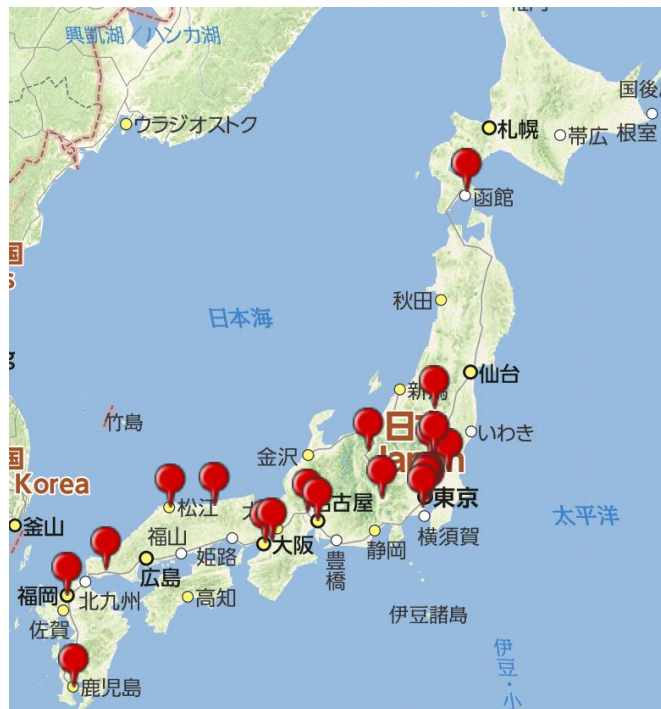 興凱湖／ハンカ湖
ウラジオストク
札幌
帯広
国後
根室
函館
秋田
日本海
仙台
新潟
竹島
日本
Japan
いわき
金沢
国
Korea
松江
名古屋
東京
太平洋
釜山
福山
大
横須賀
姫路
大阪
静岡
広島
豊橋
福岡
北九州
高知
伊豆諸島
佐賀
伊豆・小
鹿児島